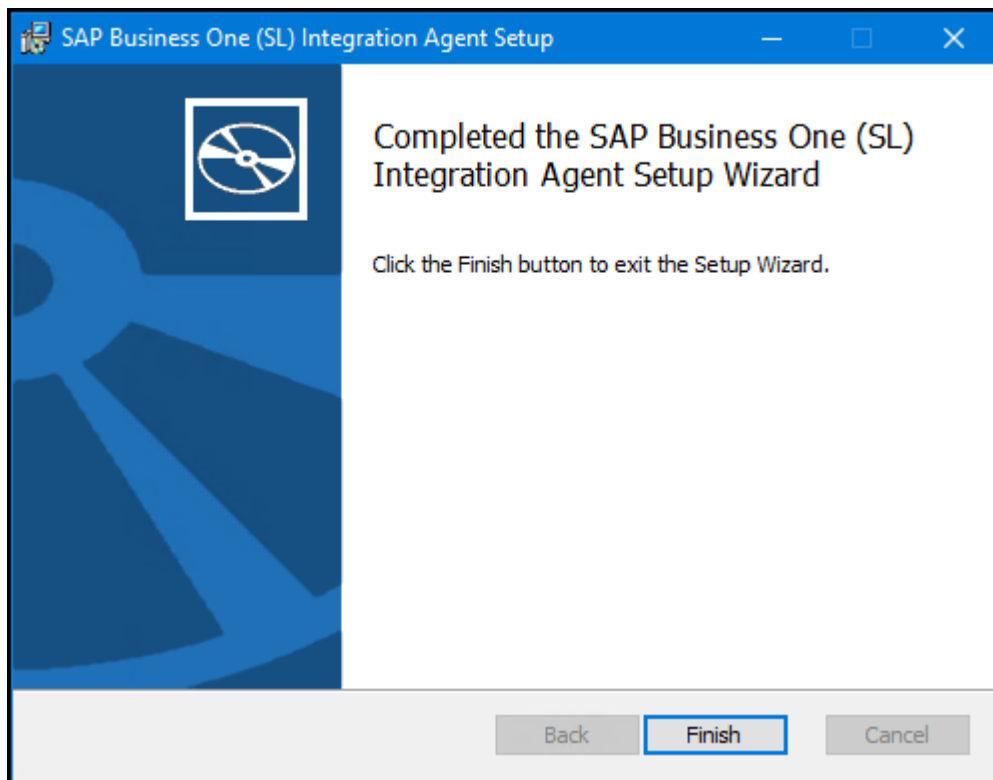 SAP Business One (SL) Integration Agent Setup
Completed the SAP Business One (SL)
Integration Agent Setup Wizard
Click the Finish button to exit the Setup Wizard.
Back
Finish
Cancel